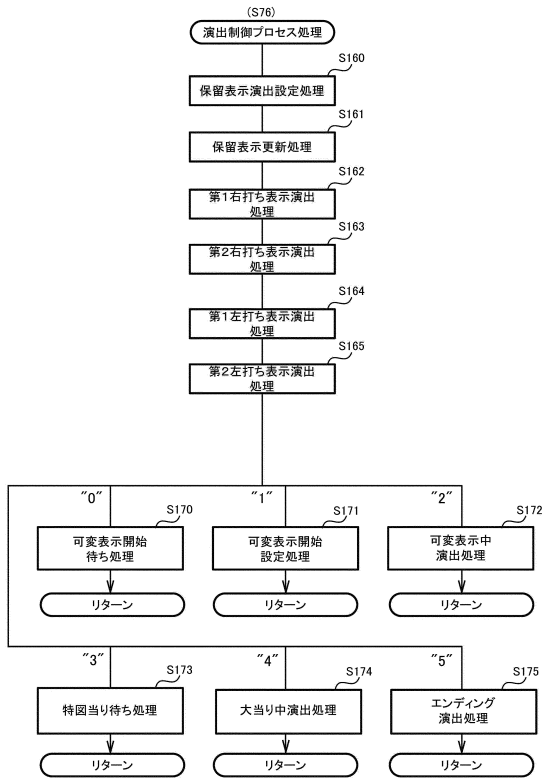 (S76)
演出制御プロセス処理
S160
保留表示演出設定処理
S161
保留表示更新処理
S162
第1右打ち表示演出
処理
S163
第2右打ち表示演出
処理
S164
第1左打ち表示演出
処理
S165
第2左打ち表示演出
処理
"0"
S170
可変表示開始
待ち処理
リターン
"1"
S171
可変表示開始
設定処理
リターン
"2"
S172
可変表示中
演出処理
リターン
"3"
S173
特図当り待ち処理
リターン
"4"
S174
大当り中演出処理
リターン
"5"
S175
エンディング
演出処理
リターン